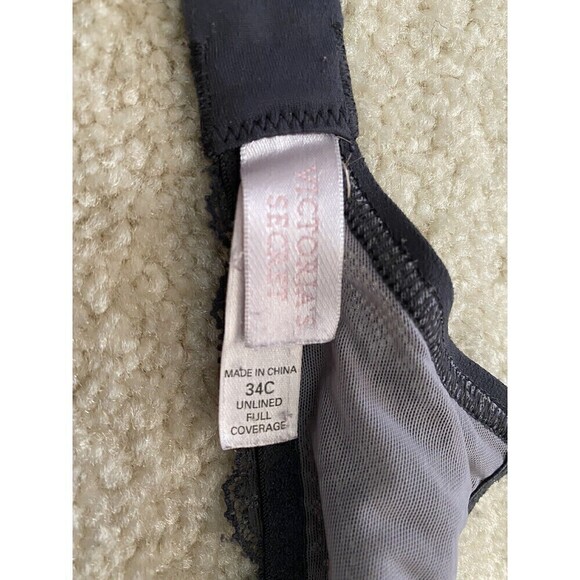 VICTORIA'S
SECRET
MADE IN CHINA
34C
UNLINED
FULL
COVERAGE